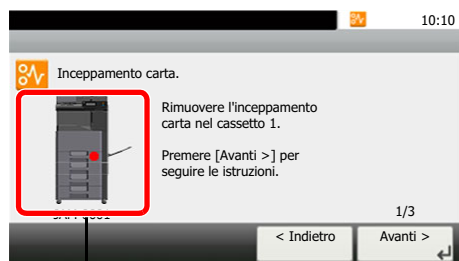 10:10
Inceppamento carta.
Rimuovere l'inceppamento
carta nel cassetto 1.
Premere [Avanti >] per
seguire le istruzioni.
1/3
< Indietro
Avanti >